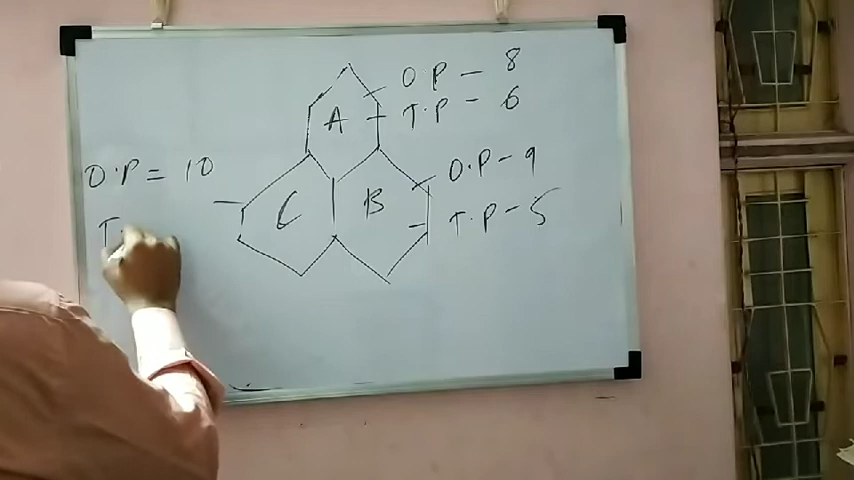 O P - 8
A
T.P - 6
O.P - 9
O.P = 10
B
C
T.P - 5
T.